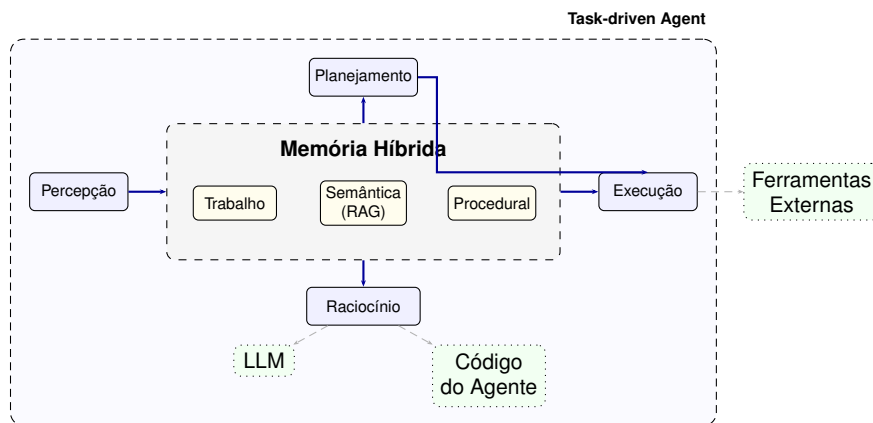 Task-driven Agent
Planejamento
Memória Híbrida
Percepção
Trabalho
Semântica
(RAG)
Procedural
Execução
Ferramentas
Externas
Raciocínio
LLM
Código
do Agente